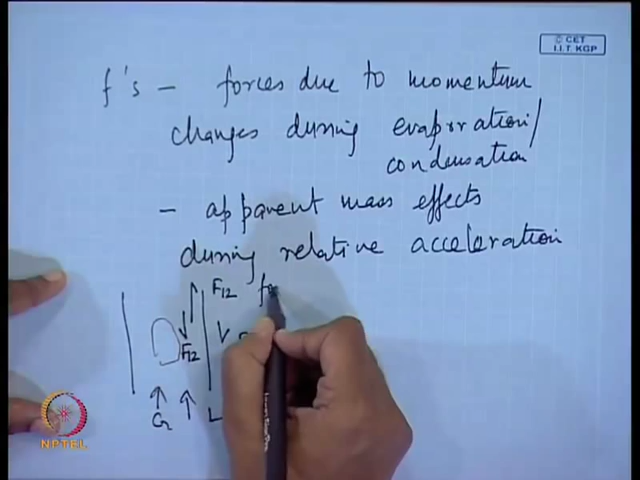 © CET
I.I.T. KGP
f's — forces due to momentum
changes during evaporation/
condensation
— apparent mass effects
during relative acceleration
F12
F12
G
L
NPTEL